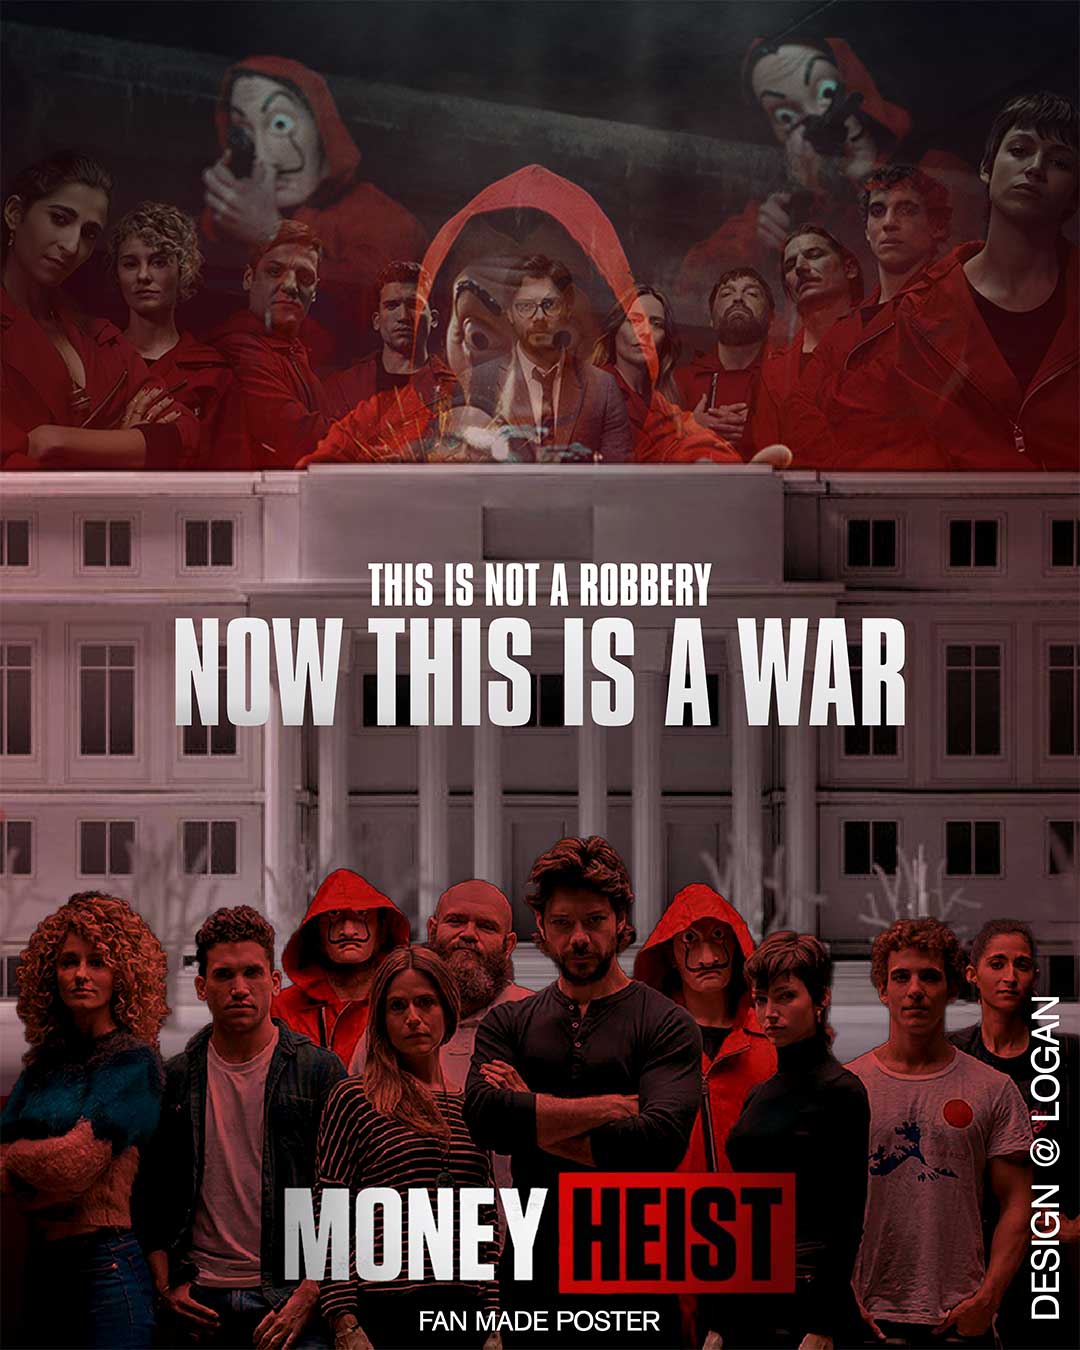 THIS IS NOT A ROBBERY
NOW THIS IS A WAR
MONEY HEIST
FAN MADE POSTER
DESIGN @ LOGAN